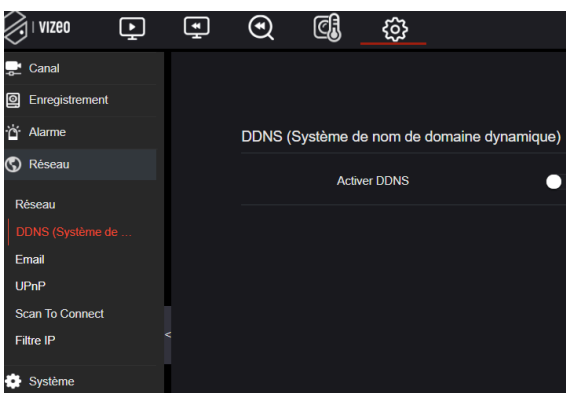 VIZEO
Canal
Enregistrement
Alarme
Réseau
Réseau
DDNS (Système de ...
Email
UPnP
Scan To Connect
Filtre IP
Système
<
DDNS (Système de nom de domaine dynamique)
Activer DDNS